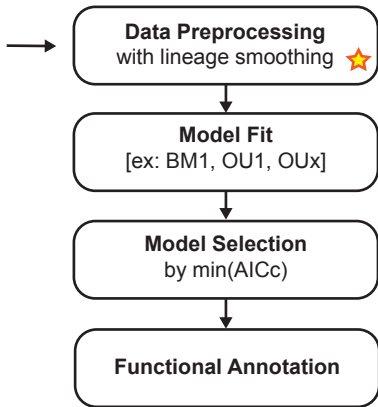 Data Preprocessing
with lineage smoothing
Model Fit
[ex: BM1, OU1, OUx]
Model Selection
by min(AICc)
Functional Annotation